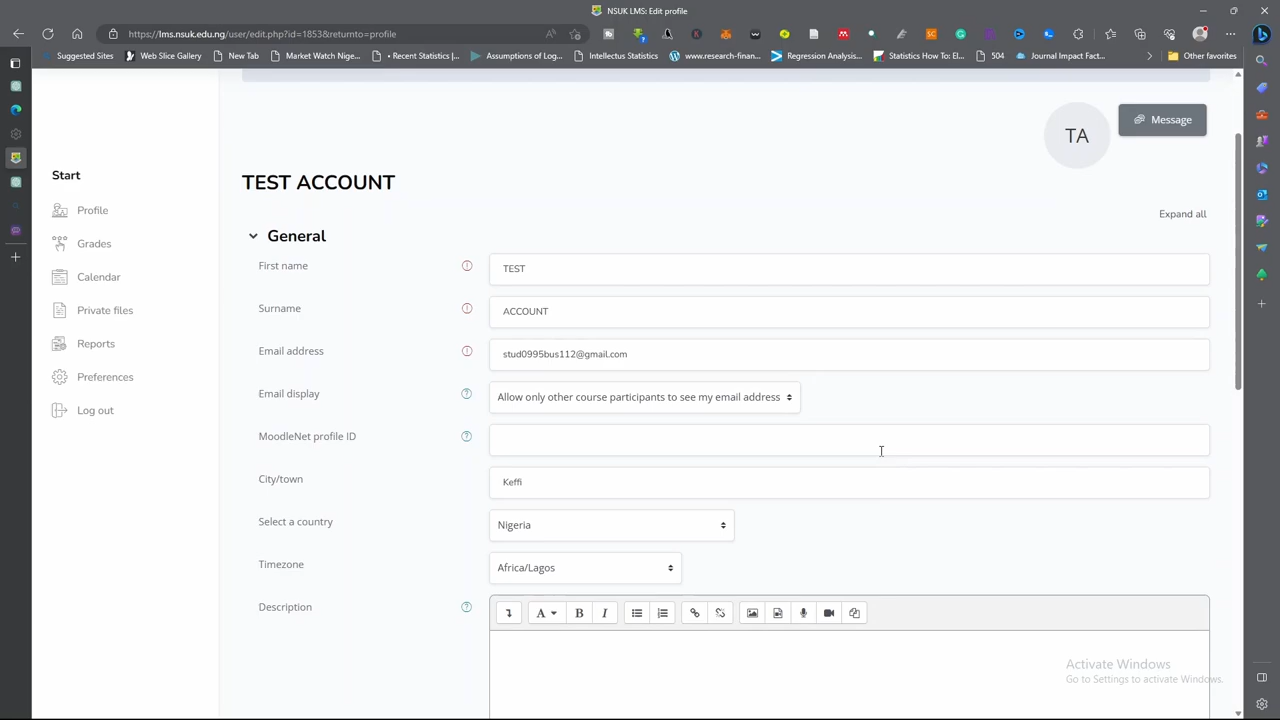 NSUK LMS: Edit profile
https://lms.nsuk.edu.ng/user/edit.php?id=1853&returnto=profile
Suggested Sites
Web Slice Gallery
New Tab
Market Watch Nige...
• Recent Statistics |...
Assumptions of Log...
Intellectus Statistics
www.research-finan...
Regression Analysis...
Statistics How To: El...
504
Journal Impact Fact...
Other favorites
TA
Message
Start
Profile
Grades
Calendar
Private files
Reports
Preferences
Log out
TEST ACCOUNT
Expand all
General
First name
TEST
Surname
ACCOUNT
Email address
stud0995bus112@gmail.com
Email display
Allow only other course participants to see my email address
MoodleNet profile ID
City/town
Keffi
Select a country
Nigeria
Timezone
Africa/Lagos
Description
A
B
I
Activate Windows
Go to Settings to activate Windows.